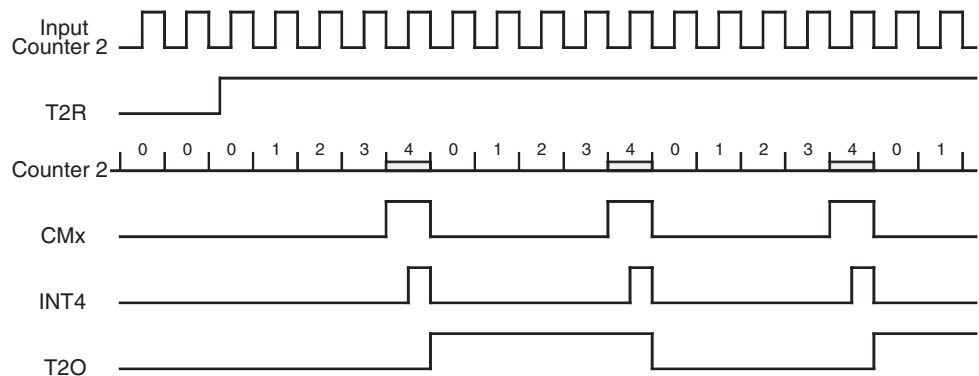 Input
Counter 2
T2R
Counter 2 0 0 0 1 2 3 4 0 1 2 3 4 0 1 2 3 4 0 1
CMx
INT4
T2O